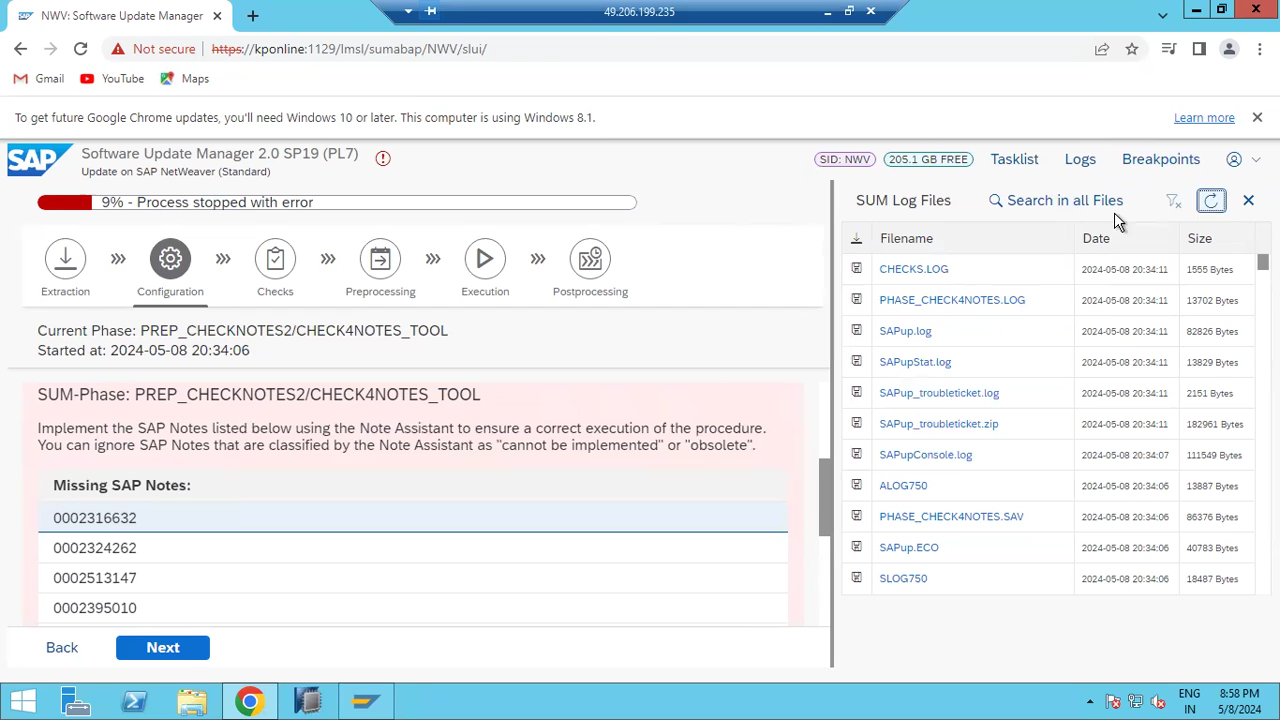 NWV: Software Update Manager
49.206.199.235
Not secure https://kponline:1129/lmsl/sumabap/NWV/slui/
Gmail YouTube Maps
To get future Google Chrome updates, you'll need Windows 10 or later. This computer is using Windows 8.1. Learn more
SAP Software Update Manager 2.0 SP19 (PL7)
Update on SAP NetWeaver (Standard)
SID: NWV 205.1 GB FREE Tasklist Logs Breakpoints
9% - Process stopped with error
Extraction Configuration Checks Preprocessing Execution Postprocessing
Current Phase: PREP_CHECKNOTES2/CHECK4NOTES_TOOL
Started at: 2024-05-08 20:34:06
SUM-Phase: PREP_CHECKNOTES2/CHECK4NOTES_TOOL
Implement the SAP Notes listed below using the Note Assistant to ensure a correct execution of the procedure.
You can ignore SAP Notes that are classified by the Note Assistant as "cannot be implemented" or "obsolete".
Missing SAP Notes:
0002316632
0002324262
0002513147
0002395010
Back Next
SUM Log Files Search in all Files
Filename Date Size
CHECKS.LOG 2024-05-08 20:34:11 1555 Bytes
PHASE_CHECK4NOTES.LOG 2024-05-08 20:34:11 13702 Bytes
SAPup.log 2024-05-08 20:34:11 82826 Bytes
SAPupStat.log 2024-05-08 20:34:11 13829 Bytes
SAPup_troubleticket.log 2024-05-08 20:34:11 2151 Bytes
SAPup_troubleticket.zip 2024-05-08 20:34:11 182961 Bytes
SAPupConsole.log 2024-05-08 20:34:07 111549 Bytes
ALOG750 2024-05-08 20:34:06 13887 Bytes
PHASE_CHECK4NOTES.SAV 2024-05-08 20:34:06 86376 Bytes
SAPup.ECO 2024-05-08 20:34:06 40783 Bytes
SLOG750 2024-05-08 20:34:06 18487 Bytes
ENG
IN
8:58 PM
5/8/2024